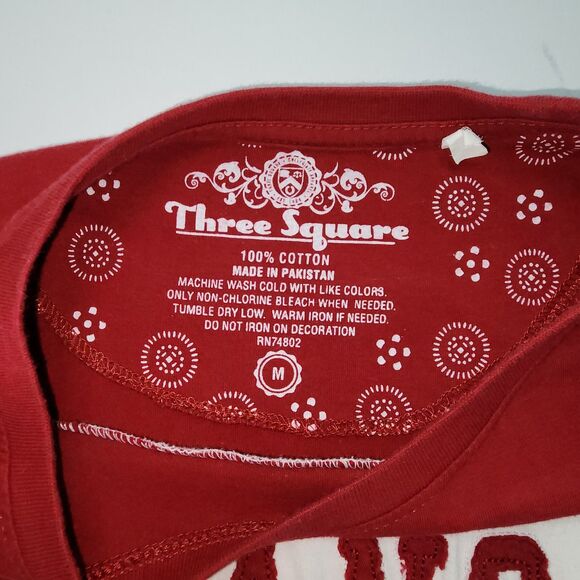 Three Square
100% COTTON
MADE IN PAKISTAN
MACHINE WASH COLD WITH LIKE COLORS.
ONLY NON-CHLORINE BLEACH WHEN NEEDED.
TUMBLE DRY LOW. WARM IRON IF NEEDED.
DO NOT IRON ON DECORATION
RN74802
M